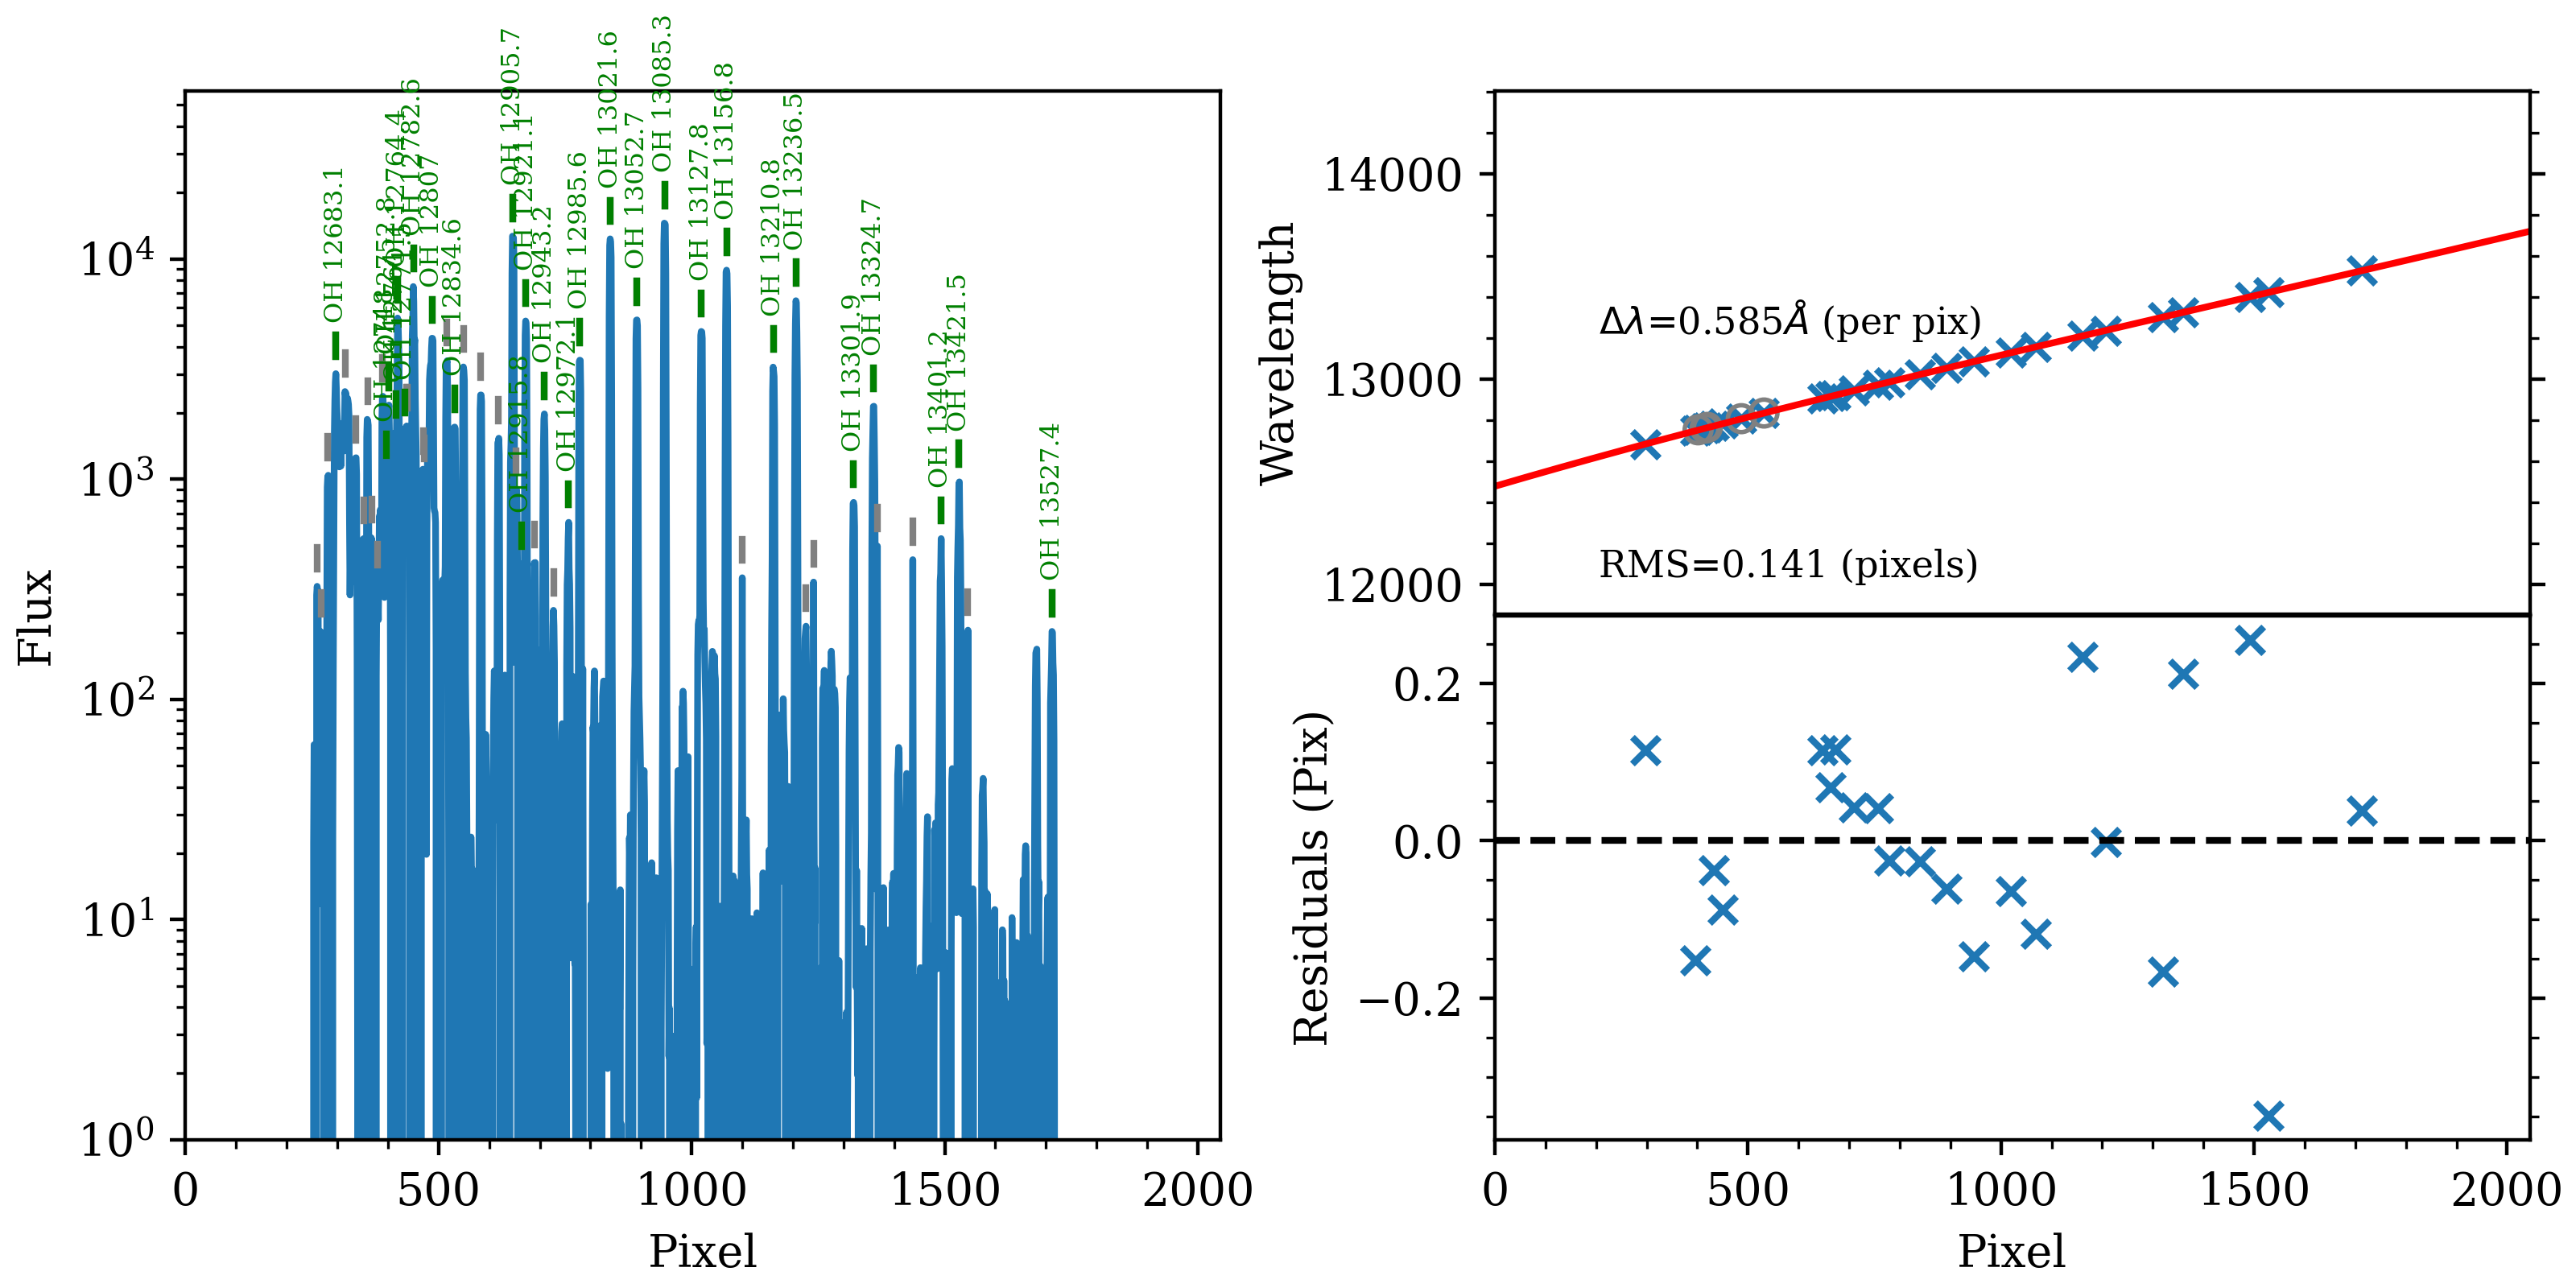 OH 12683.1
OH 12752.8
OH 12764.4
OH 12782.6
OH 12807
OH 12834.6
OH 12905.7
OH 12915.8
OH 12921.1
OH 12943.2
OH 12972.1
OH 12985.6
OH 13021.6
OH 13052.7
OH 13085.3
OH 13127.8
OH 13156.8
OH 13210.8
OH 13236.5
OH 13301.9
OH 13324.7
OH 13401.2
OH 13421.5
OH 13527.4
Flux
10⁴
10³
10²
10¹
10⁰
0 500 1000 1500 2000
Pixel
Wavelength
14000
13000
12000
Δλ=0.585Å (per pix)
RMS=0.141 (pixels)
Residuals (Pix)
0.2
0.0
−0.2
0 500 1000 1500 2000
Pixel